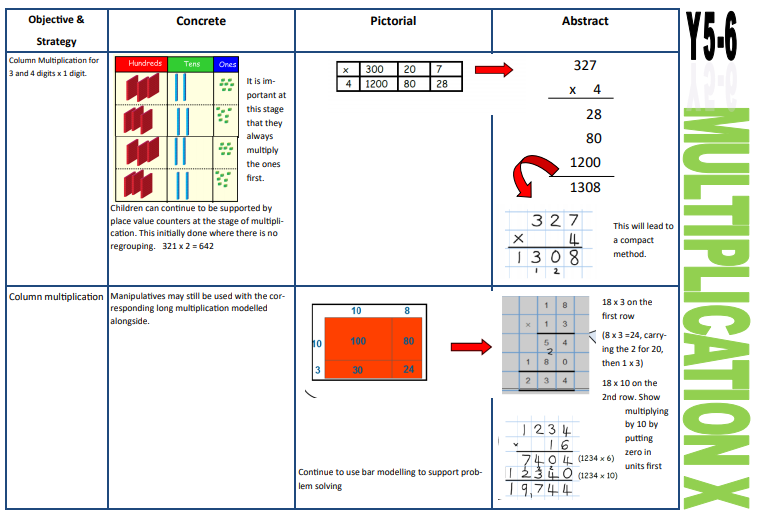 Objective &
Strategy
Concrete
Pictorial
Abstract
Y5-6
MULTIPLICATION X
Column Multiplication for
3 and 4 digits x 1 digit.
Hundreds Tens Ones
It is im-
portant at
this stage
that they
always
multiply
the ones
first.
Children can continue to be supported by
place value counters at the stage of multipli-
cation. This initially done where there is no
regrouping. 321 x 2 = 642
x 300 20 7
4 1200 80 28
327
x 4
28
80
1200
1308
3 2 7
x 4
1 3 0 8
1 2
This will lead to
a compact
method.
Column multiplication
Manipulatives may still be used with the cor-
responding long multiplication modelled
alongside.
10 8
10 100 80
3 30 24
Continue to use bar modelling to support prob-
lem solving
1 8
x 1 3
5 4
2
1 8 0
2 3 4
18 x 3 on the
first row
(8 x 3 =24, carry-
ing the 2 for 20,
then 1 x 3)
18 x 10 on the
2nd row. Show
multiplying
by 10 by
putting
zero in
units first
1 2 3 4
x 1 6
7 4 0 4 (1234 x 6)
1 2 3 4 0 (1234 x 10)
1 9,7 4 4